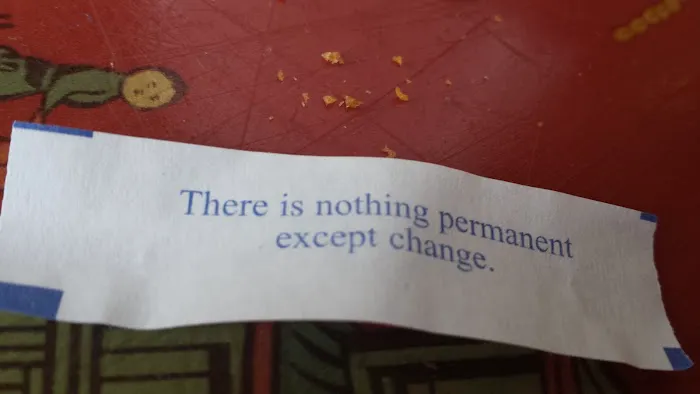 There is nothing permanent
except change.